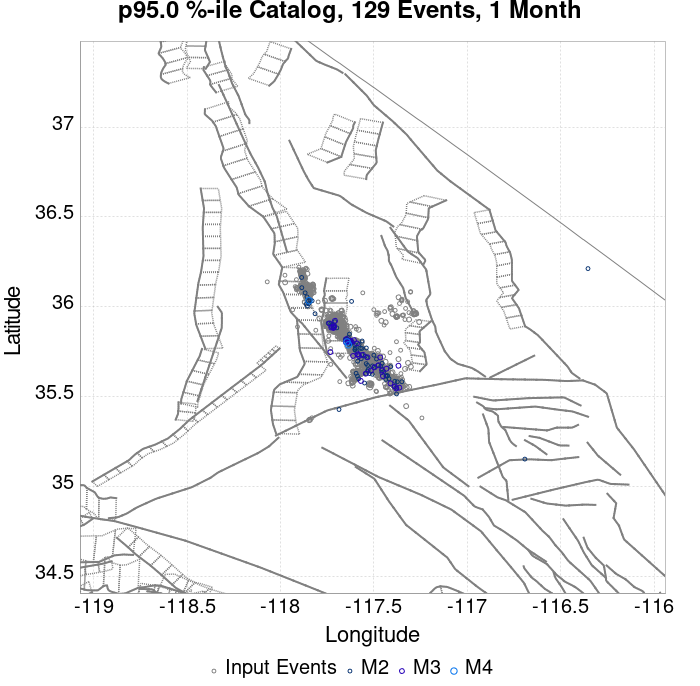 p95.0 %-ile Catalog, 129 Events, 1 Month
37
36.5
36
35.5
35
34.5
Latitude
-119 -118.5 -118 -117.5 -117 -116.5 -116
Longitude
Input Events M2 M3 M4